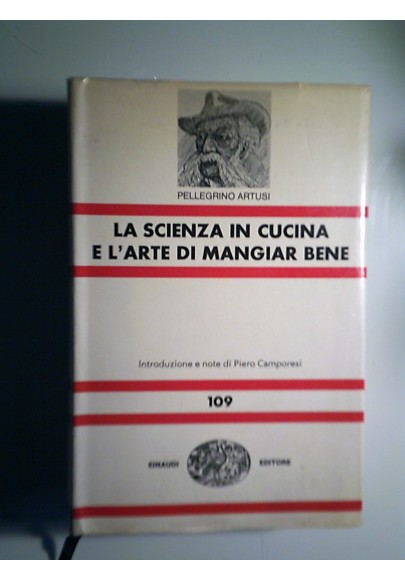 PELLEGRINO ARTUSI
LA SCIENZA IN CUCINA
E L'ARTE DI MANGIAR BENE
Introduzione e note di Piero Camporesi
109
EINAUDI EDITORE